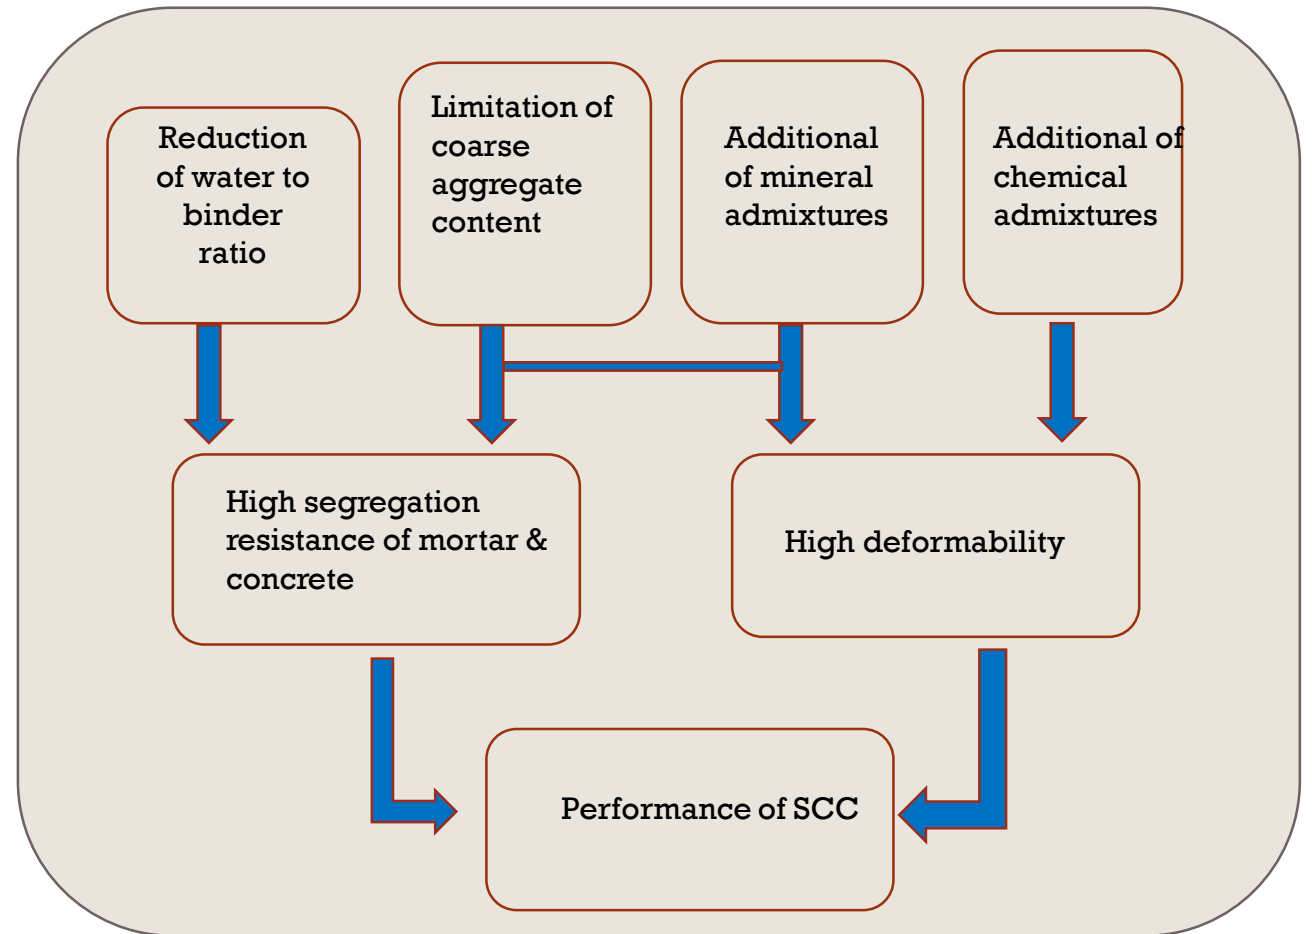 Reduction
of water to
binder
ratio
Limitation of
coarse
aggregate
content
Additional
of mineral
admixtures
Additional of
chemical
admixtures
High segregation
resistance of mortar &
concrete
High deformability
Performance of SCC